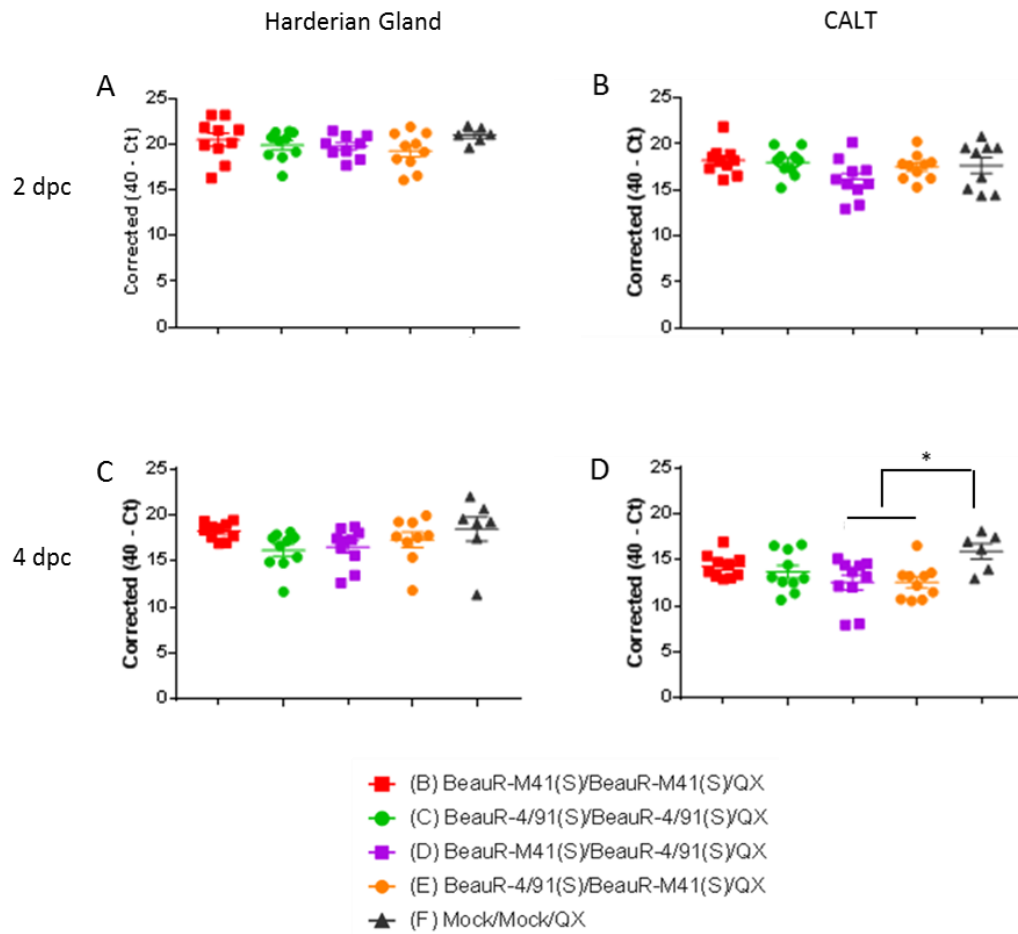 Harderian Gland
CALT
A
B
2 dpc
Corrected (40 - Ct)
25
20
15
10
5
0
Corrected (40 - Ct)
25
20
15
10
5
0
C
D
4 dpc
Corrected (40 - Ct)
25
20
15
10
5
0
Corrected (40 - Ct)
25
20
15
10
5
0
*
(B) BeauR-M41(S)/BeauR-M41(S)/QX
(C) BeauR-4/91(S)/BeauR-4/91(S)/QX
(D) BeauR-M41(S)/BeauR-4/91(S)/QX
(E) BeauR-4/91(S)/BeauR-M41(S)/QX
(F) Mock/Mock/QX